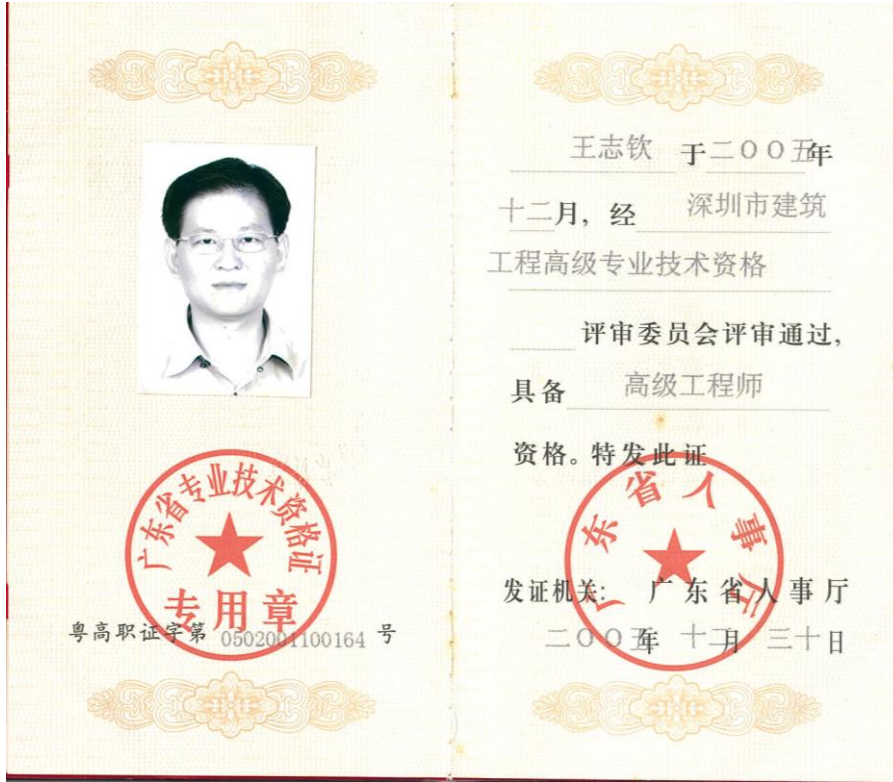 广东省专业技术资格证
专用章
粤高职证字第 0502001100164 号
王志钦 于二００五年
十二月，经 深圳市建筑
工程高级专业技术资格
评审委员会评审通过，
具备 高级工程师
资格。特发此证
广东省人事厅
发证机关： 广东省人事厅
二００五年 十二月 三十日